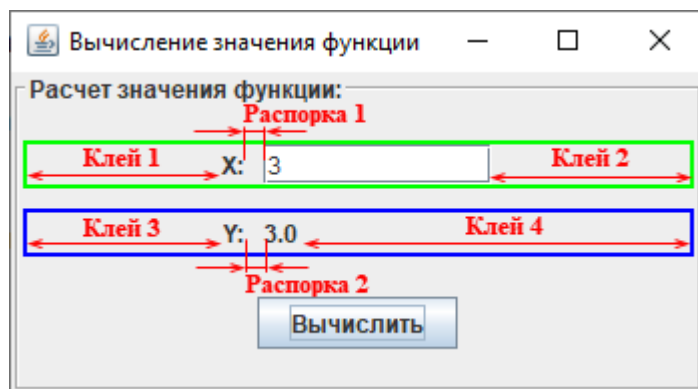 Вычисление значения функции
Расчет значения функции:
Распорка 1
Клей 1 X: 3 Клей 2
Клей 3 Y: 3.0 Клей 4
Распорка 2
Вычислить